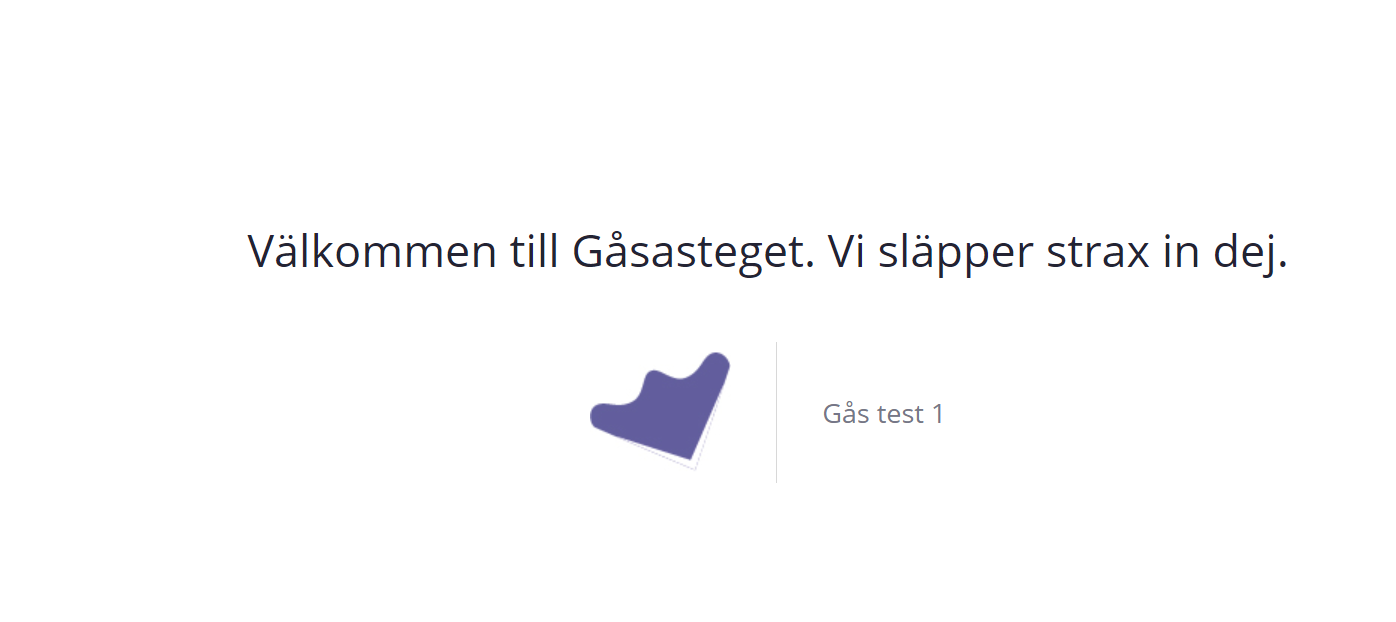 Välkommen till Gåsasteget. Vi släpper strax in dej.
Gås test 1